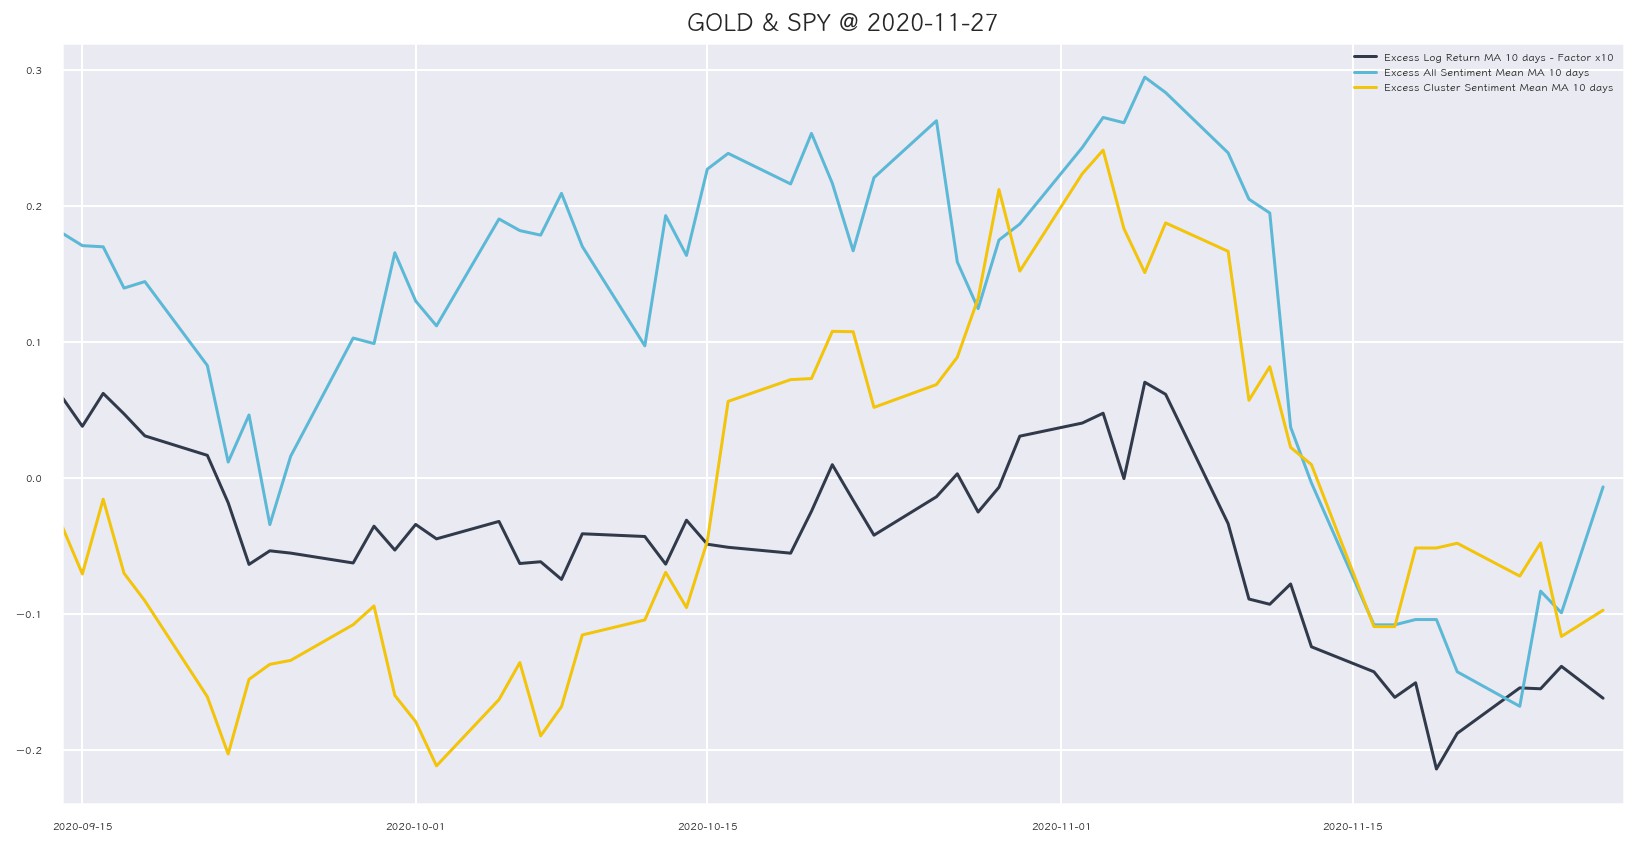 GOLD & SPY @ 2020-11-27
Excess Log Return MA 10 days - Factor x10
Excess All Sentiment Mean MA 10 days
Excess Cluster Sentiment Mean MA 10 days
0.3
0.2
0.1
0.0
−0.1
−0.2
2020-09-15 2020-10-01 2020-10-15 2020-11-01 2020-11-15